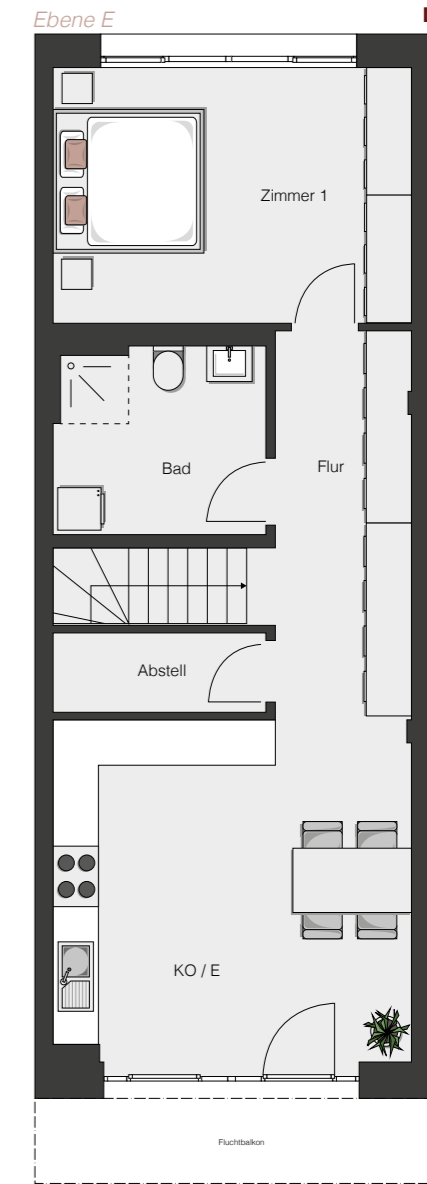 Ebene E
Zimmer 1
Bad
Flur
Abstell
KO / E
Fluchtbalkon